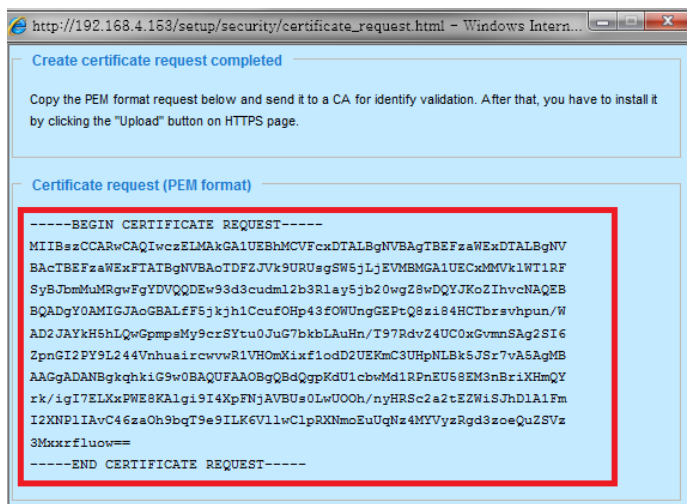 http://192.168.4.153/setup/security/certificate_request.html - Windows Intern...
Create certificate request completed
Copy the PEM format request below and send it to a CA for identify validation. After that, you have to install it
by clicking the "Upload" button on HTTPS page.
Certificate request (PEM format)
-----BEGIN CERTIFICATE REQUEST-----
MIIBszCCARwCAQIwczELMAkGA1UEBhMCVFcxDTALBgNVBAgTBEFzaWExDTALBgNV
BAcTBEFzaWExFTATBgNVBAoTDFZJVk9URUsgSW5jLjEVMBMGA1UECxMMVklWT1RF
SyBJbmMuMRgwFgYDVQQDEw93d3cudml2b3Rlay5jb20wgZ8wDQYJKoZIhvcNAQEB
BQADgY0AMIGJAoGBALfF5jkjh1CcufOHp43fOWUngGEPtQ8zi84HCTbrsvhpun/W
AD2JAYkH5hLQwGpmpsMy9crSYtu0JuG7bkbLAuHn/T97RdvZ4UC0xGvmnSAg2SI6
ZpnGI2PY9L244VnhuaircwvwR1VHOmXixf1odD2UEKmC3UHpNLBk5JSr7vA5AgMB
AAGgADANBgkqhkiG9w0BAQUFAAOBgQBdQgpKdU1cbwMd1RPnEU58EM3nBriXHmQY
rk/igI7ELXxPWE8KAlgi9I4XpFNjAVBUs0LwUOOh/nyHRSc2a2tEZWiSJhDlA1Fm
I2XNPlIAvC46zaOh9bqT9e9ILK6VllwClpRXNmoEuUqNz4MYVyzRgd3zoeQuZSVz
3Mxxrfluow==
-----END CERTIFICATE REQUEST-----